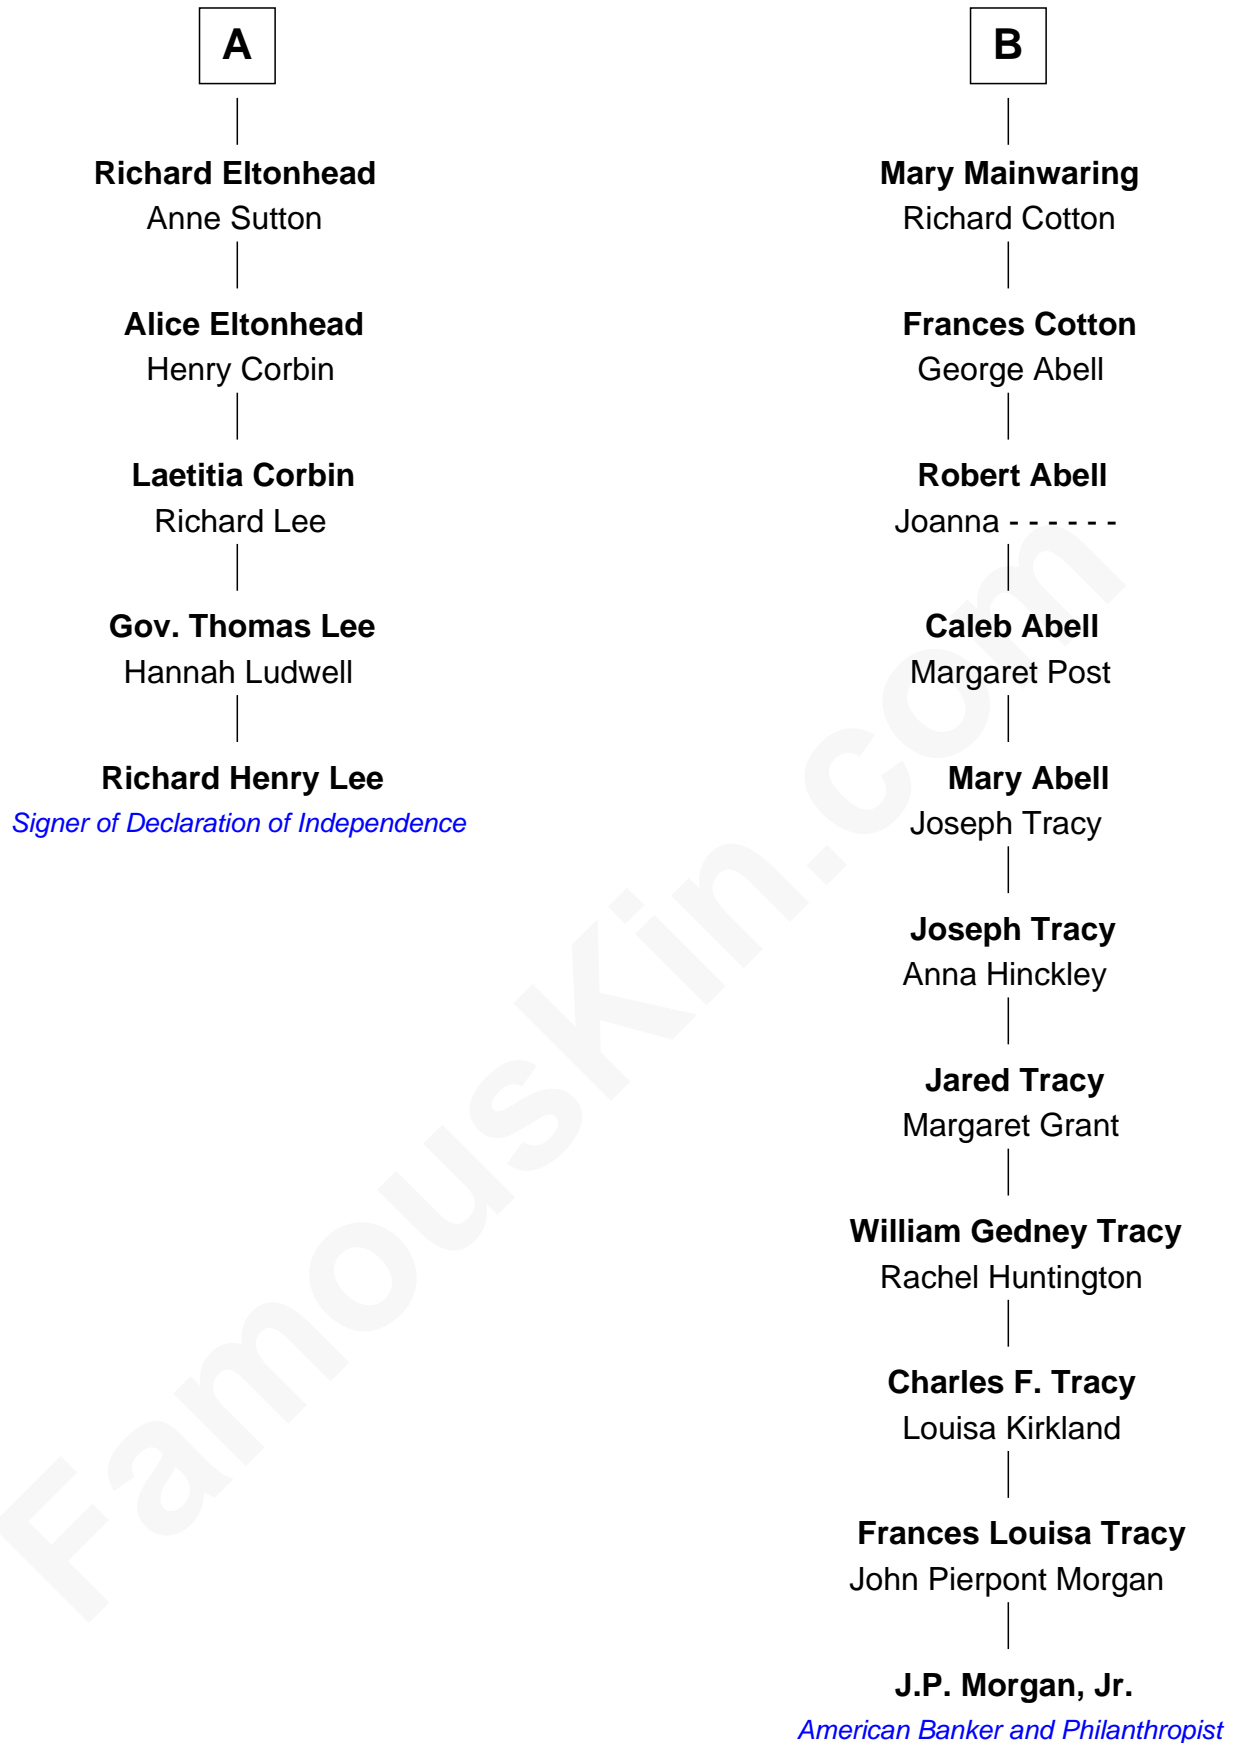 A
Richard Eltonhead
Anne Sutton
Alice Eltonhead
Henry Corbin
Laetitia Corbin
Richard Lee
Gov. Thomas Lee
Hannah Ludwell
Richard Henry Lee
Signer of Declaration of Independence
B
Mary Mainwaring
Richard Cotton
Frances Cotton
George Abell
Robert Abell
Joanna - - - - - -
Caleb Abell
Margaret Post
Mary Abell
Joseph Tracy
Joseph Tracy
Anna Hinckley
Jared Tracy
Margaret Grant
William Gedney Tracy
Rachel Huntington
Charles F. Tracy
Louisa Kirkland
Frances Louisa Tracy
John Pierpont Morgan
J.P. Morgan, Jr.
American Banker and Philanthropist
FamousKin.com